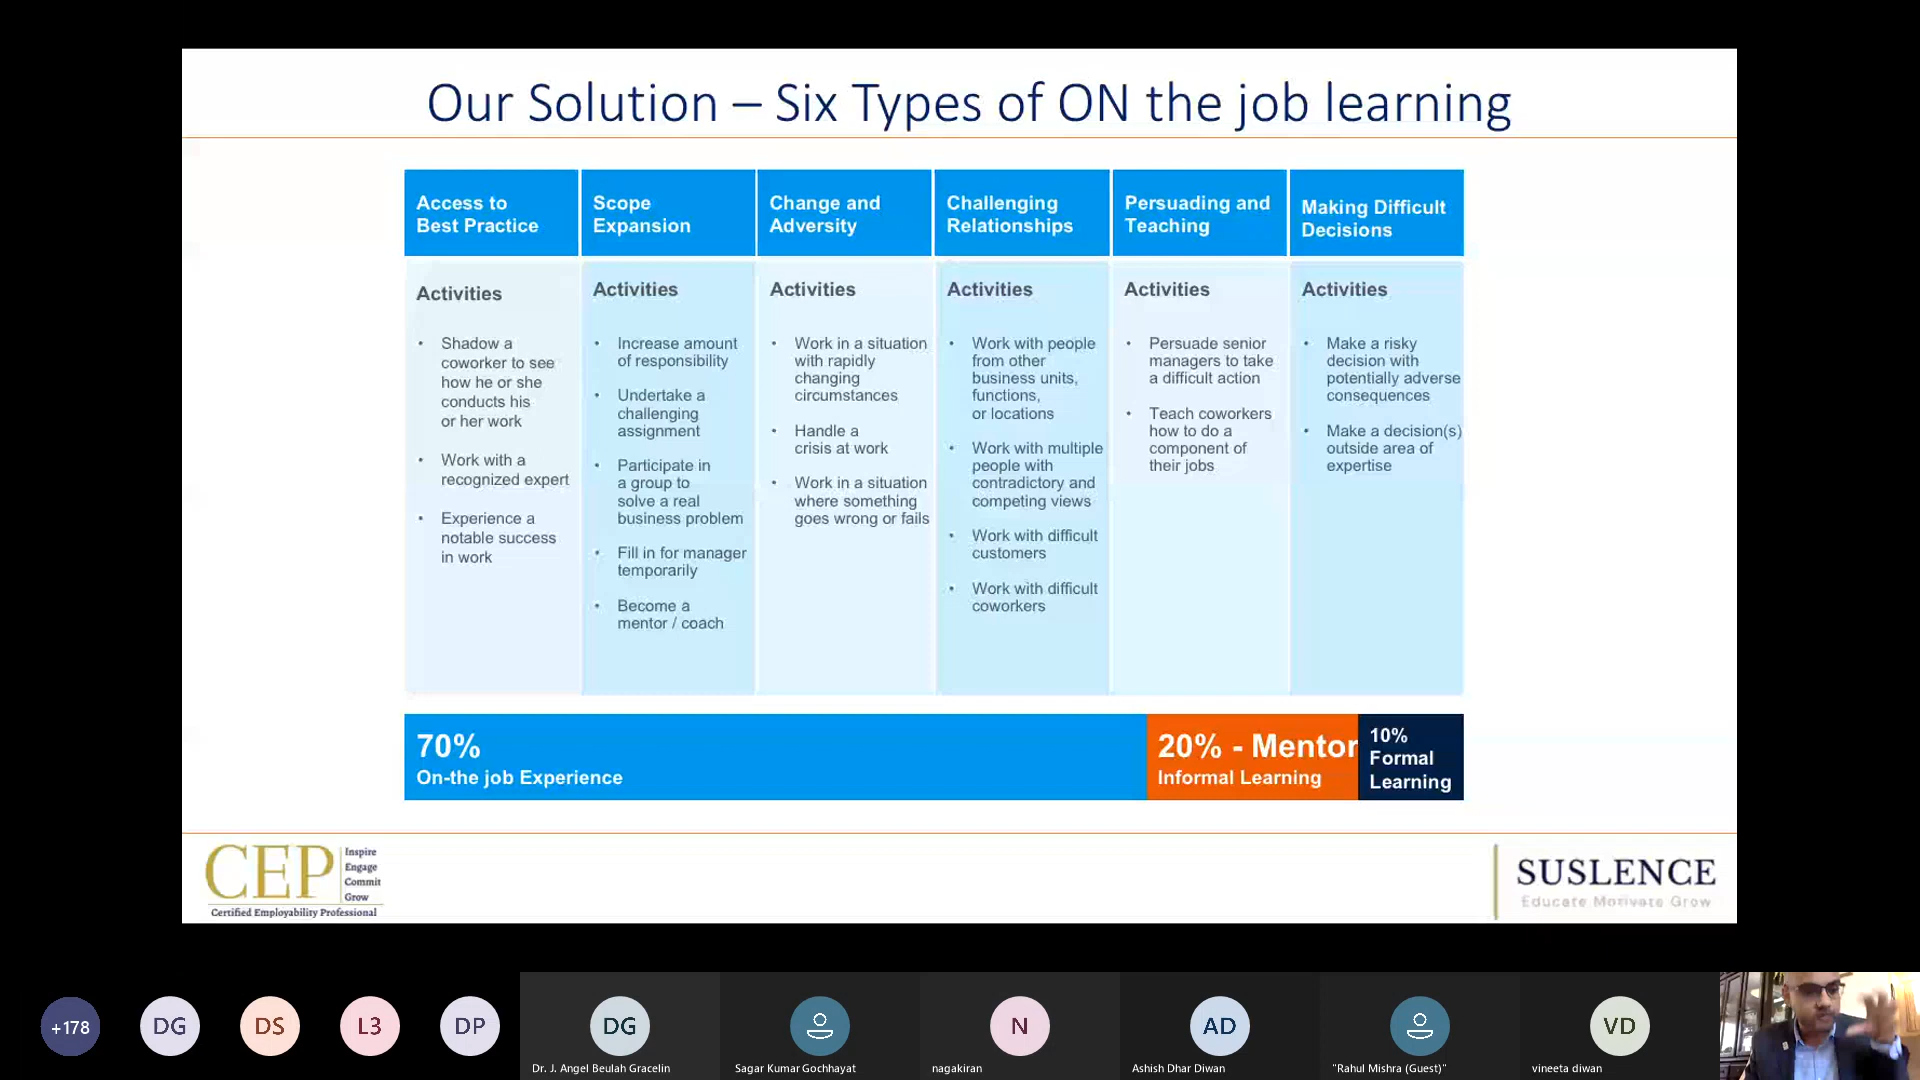 Our Solution – Six Types of ON the job learning
Access to
Best Practice
Scope
Expansion
Change and
Adversity
Challenging
Relationships
Persuading and
Teaching
Making Difficult
Decisions
Activities
• Shadow a
coworker to see
how he or she
conducts his
or her work
• Work with a
recognized expert
• Experience a
notable success
in work
Activities
• Increase amount
of responsibility
• Undertake a
challenging
assignment
• Participate in
a group to
solve a real
business problem
• Fill in for manager
temporarily
• Become a
mentor / coach
Activities
• Work in a situation
with rapidly
changing
circumstances
• Handle a
crisis at work
• Work in a situation
where something
goes wrong or fails
Activities
• Work with people
from other
business units,
functions,
or locations
• Work with multiple
people with
contradictory and
competing views
• Work with difficult
customers
• Work with difficult
coworkers
Activities
• Persuade senior
managers to take
a difficult action
• Teach coworkers
how to do a
component of
their jobs
Activities
• Make a risky
decision with
potentially adverse
consequences
• Make a decision(s)
outside area of
expertise
70%
On-the job Experience
20% - Mentor
Informal Learning
10%
Formal
Learning
CEP
Inspire
Engage
Commit
Grow
Certified Employability Professional
SUSLENCE
Educate Motivate Grow
+178
DG
DS
L3
DP
DG
N
AD
VD
Dr. J. Angel Beulah Gracelin
Sagar Kumar Gochhayat
nagakiran
Ashish Dhar Diwan
"Rahul Mishra (Guest)"
vineeta diwan